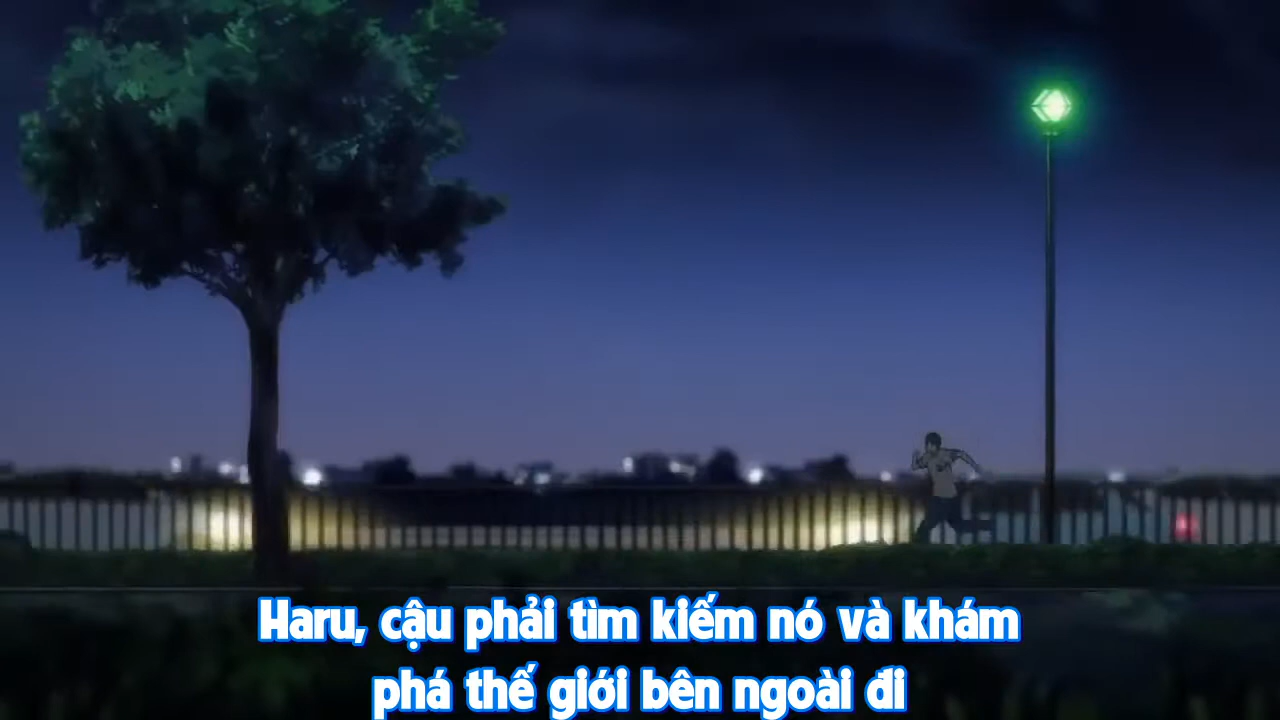 Haru, cậu phải tìm kiếm nó và khám
phá thế giới bên ngoài đi